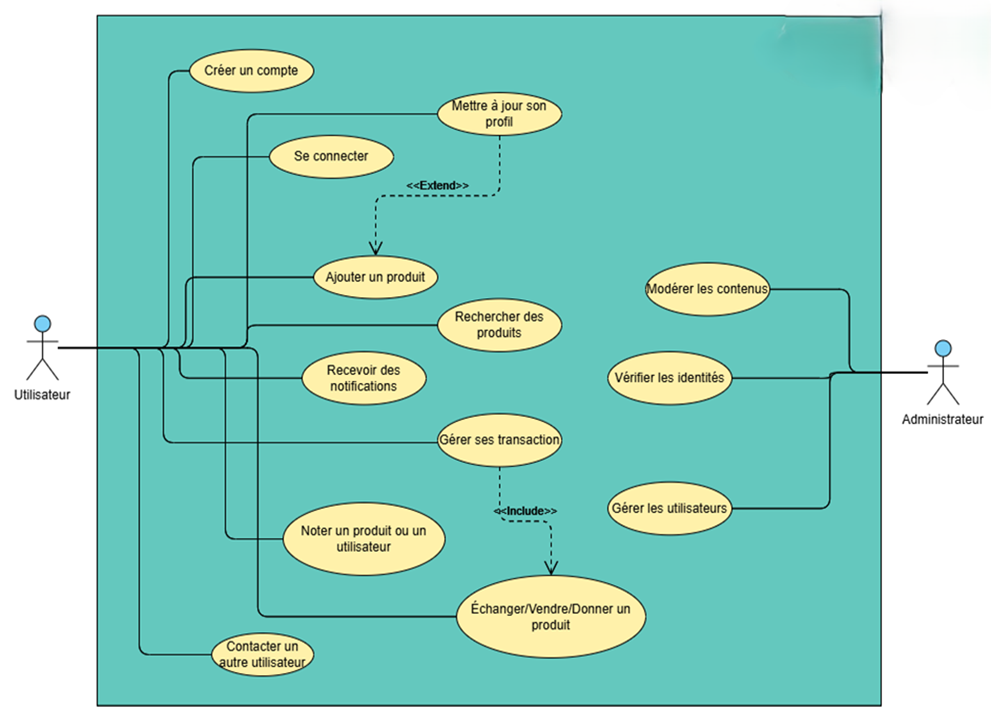 Créer un compte
Mettre à jour son
profil
Se connecter
<<Extend>>
Ajouter un produit
Modérer les contenus
Rechercher des
produits
Recevoir des
notifications
Vérifier les identités
Utilisateur
Administrateur
Gérer ses transaction
<<Include>>
Gérer les utilisateurs
Noter un produit ou un
utilisateur
Échanger/Vendre/Donner un
produit
Contacter un
autre utilisateur